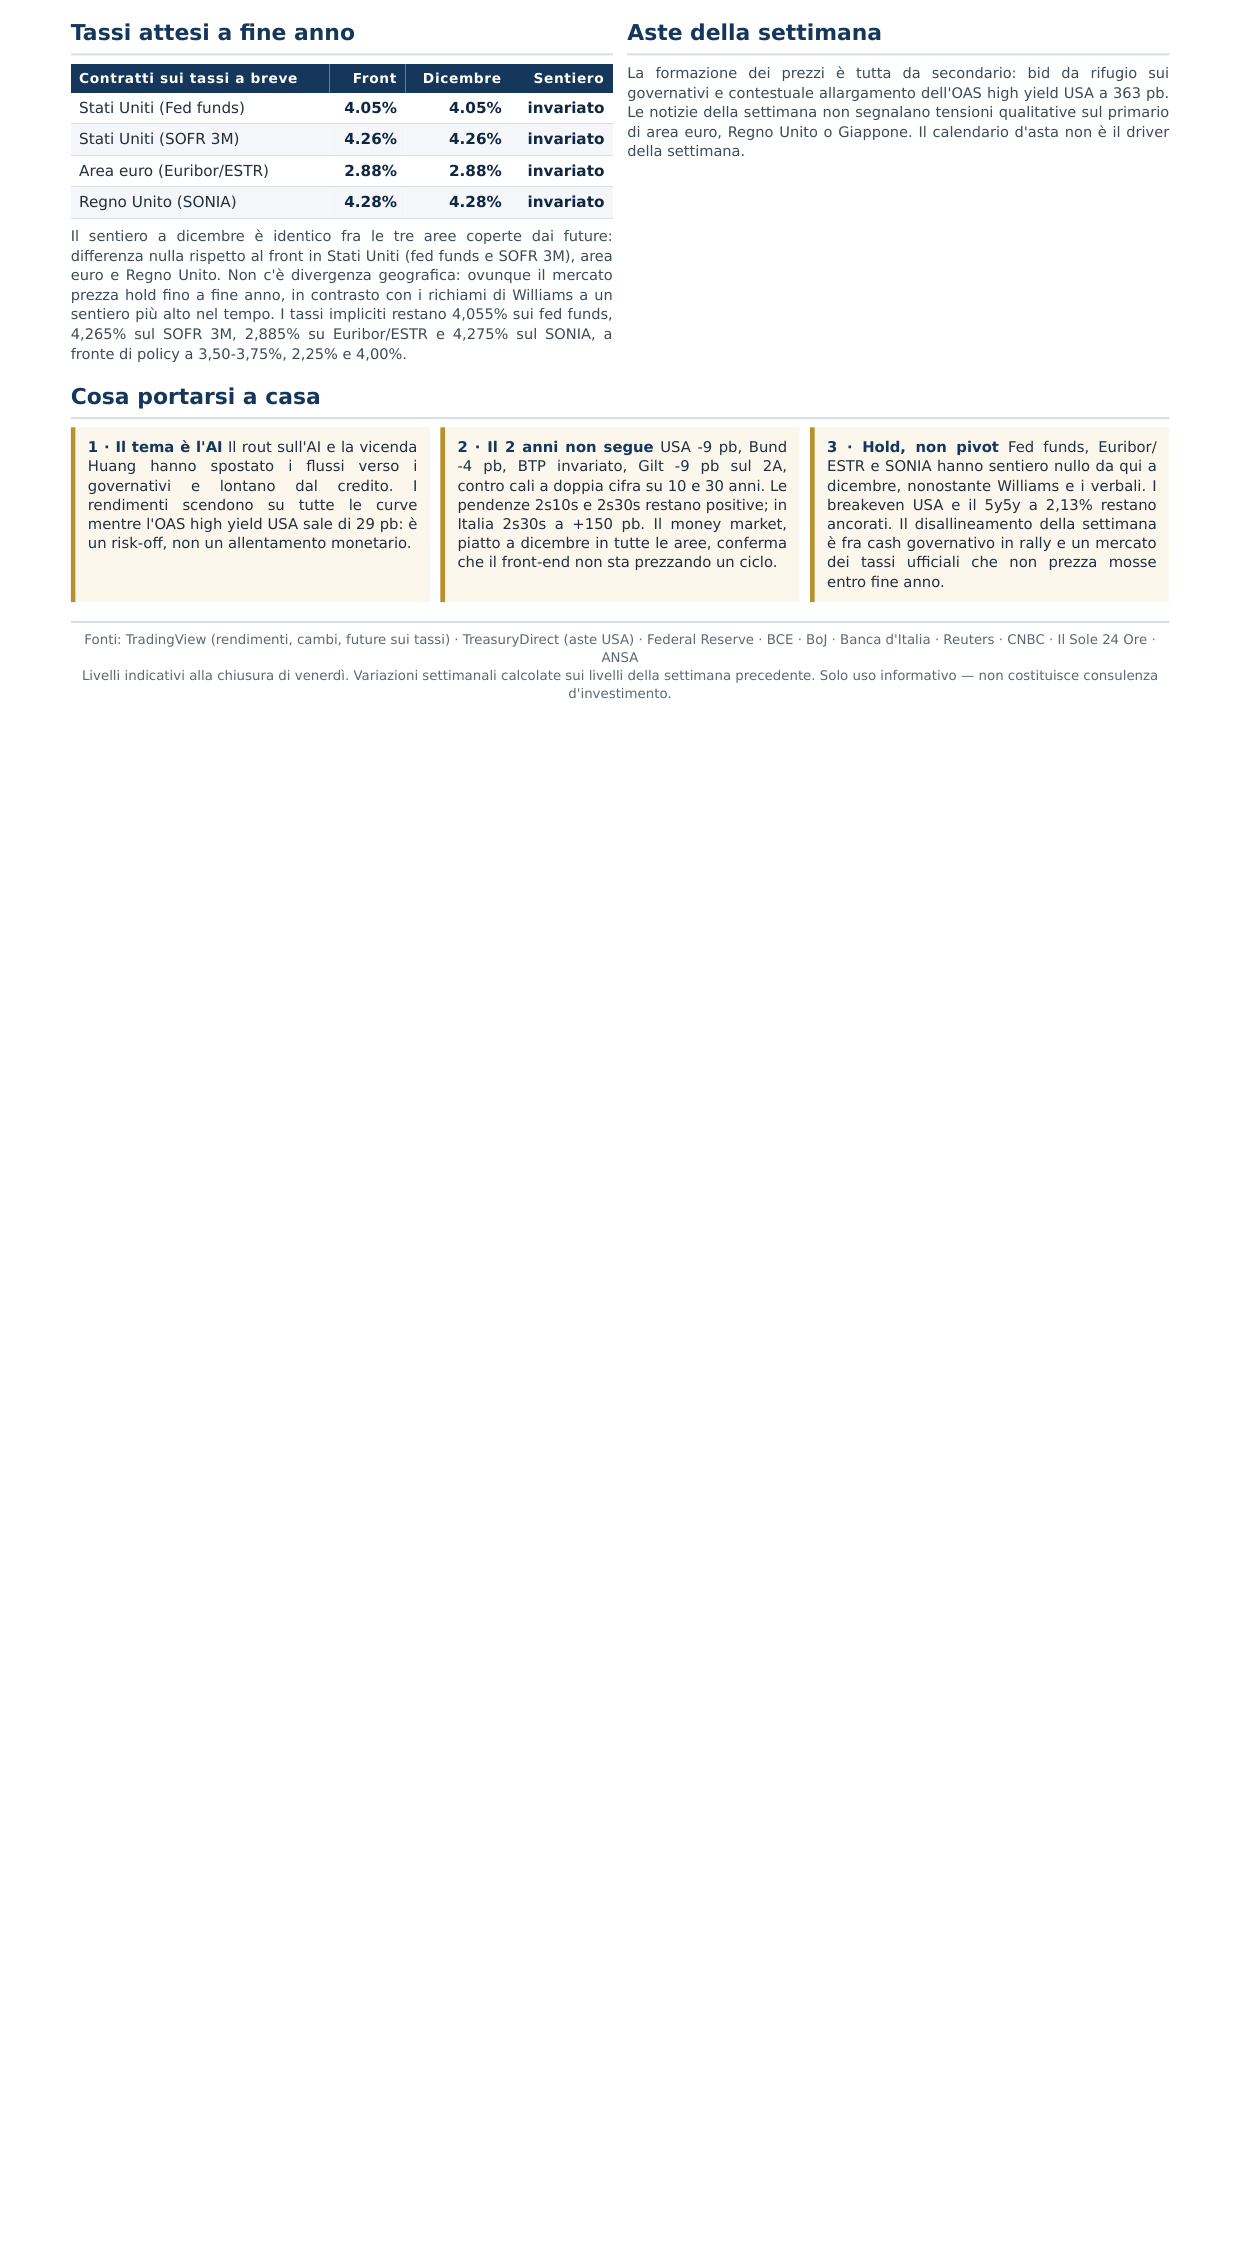 Tassi attesi a fine anno
Contratti sui tassi a breve Front Dicembre Sentiero
Stati Uniti (Fed funds) 4.05% 4.05% invariato
Stati Uniti (SOFR 3M) 4.26% 4.26% invariato
Area euro (Euribor/ESTR) 2.88% 2.88% invariato
Regno Unito (SONIA) 4.28% 4.28% invariato
Il sentiero a dicembre è identico fra le tre aree coperte dai future:
differenza nulla rispetto al front in Stati Uniti (fed funds e SOFR 3M), area
euro e Regno Unito. Non c'è divergenza geografica: ovunque il mercato
prezza hold fino a fine anno, in contrasto con i richiami di Williams a un
sentiero più alto nel tempo. I tassi impliciti restano 4,055% sui fed funds,
4,265% sul SOFR 3M, 2,885% su Euribor/ESTR e 4,275% sul SONIA, a
fronte di policy a 3,50-3,75%, 2,25% e 4,00%.
Aste della settimana
La formazione dei prezzi è tutta da secondario: bid da rifugio sui
governativi e contestuale allargamento dell'OAS high yield USA a 363 pb.
Le notizie della settimana non segnalano tensioni qualitative sul primario
di area euro, Regno Unito o Giappone. Il calendario d'asta non è il driver
della settimana.
Cosa portarsi a casa
1 · Il tema è l'AI Il rout sull'AI e la vicenda
Huang hanno spostato i flussi verso i
governativi e lontano dal credito. I
rendimenti scendono su tutte le curve
mentre l'OAS high yield USA sale di 29 pb: è
un risk-off, non un allentamento monetario.
2 · Il 2 anni non segue USA -9 pb, Bund
-4 pb, BTP invariato, Gilt -9 pb sul 2A,
contro cali a doppia cifra su 10 e 30 anni. Le
pendenze 2s10s e 2s30s restano positive; in
Italia 2s30s a +150 pb. Il money market,
piatto a dicembre in tutte le aree, conferma
che il front-end non sta prezzando un ciclo.
3 · Hold, non pivot Fed funds, Euribor/
ESTR e SONIA hanno sentiero nullo da qui a
dicembre, nonostante Williams e i verbali. I
breakeven USA e il 5y5y a 2,13% restano
ancorati. Il disallineamento della settimana
è fra cash governativo in rally e un mercato
dei tassi ufficiali che non prezza mosse
entro fine anno.
Fonti: TradingView (rendimenti, cambi, future sui tassi) · TreasuryDirect (aste USA) · Federal Reserve · BCE · BoJ · Banca d'Italia · Reuters · CNBC · Il Sole 24 Ore ·
ANSA
Livelli indicativi alla chiusura di venerdì. Variazioni settimanali calcolate sui livelli della settimana precedente. Solo uso informativo — non costituisce consulenza
d'investimento.